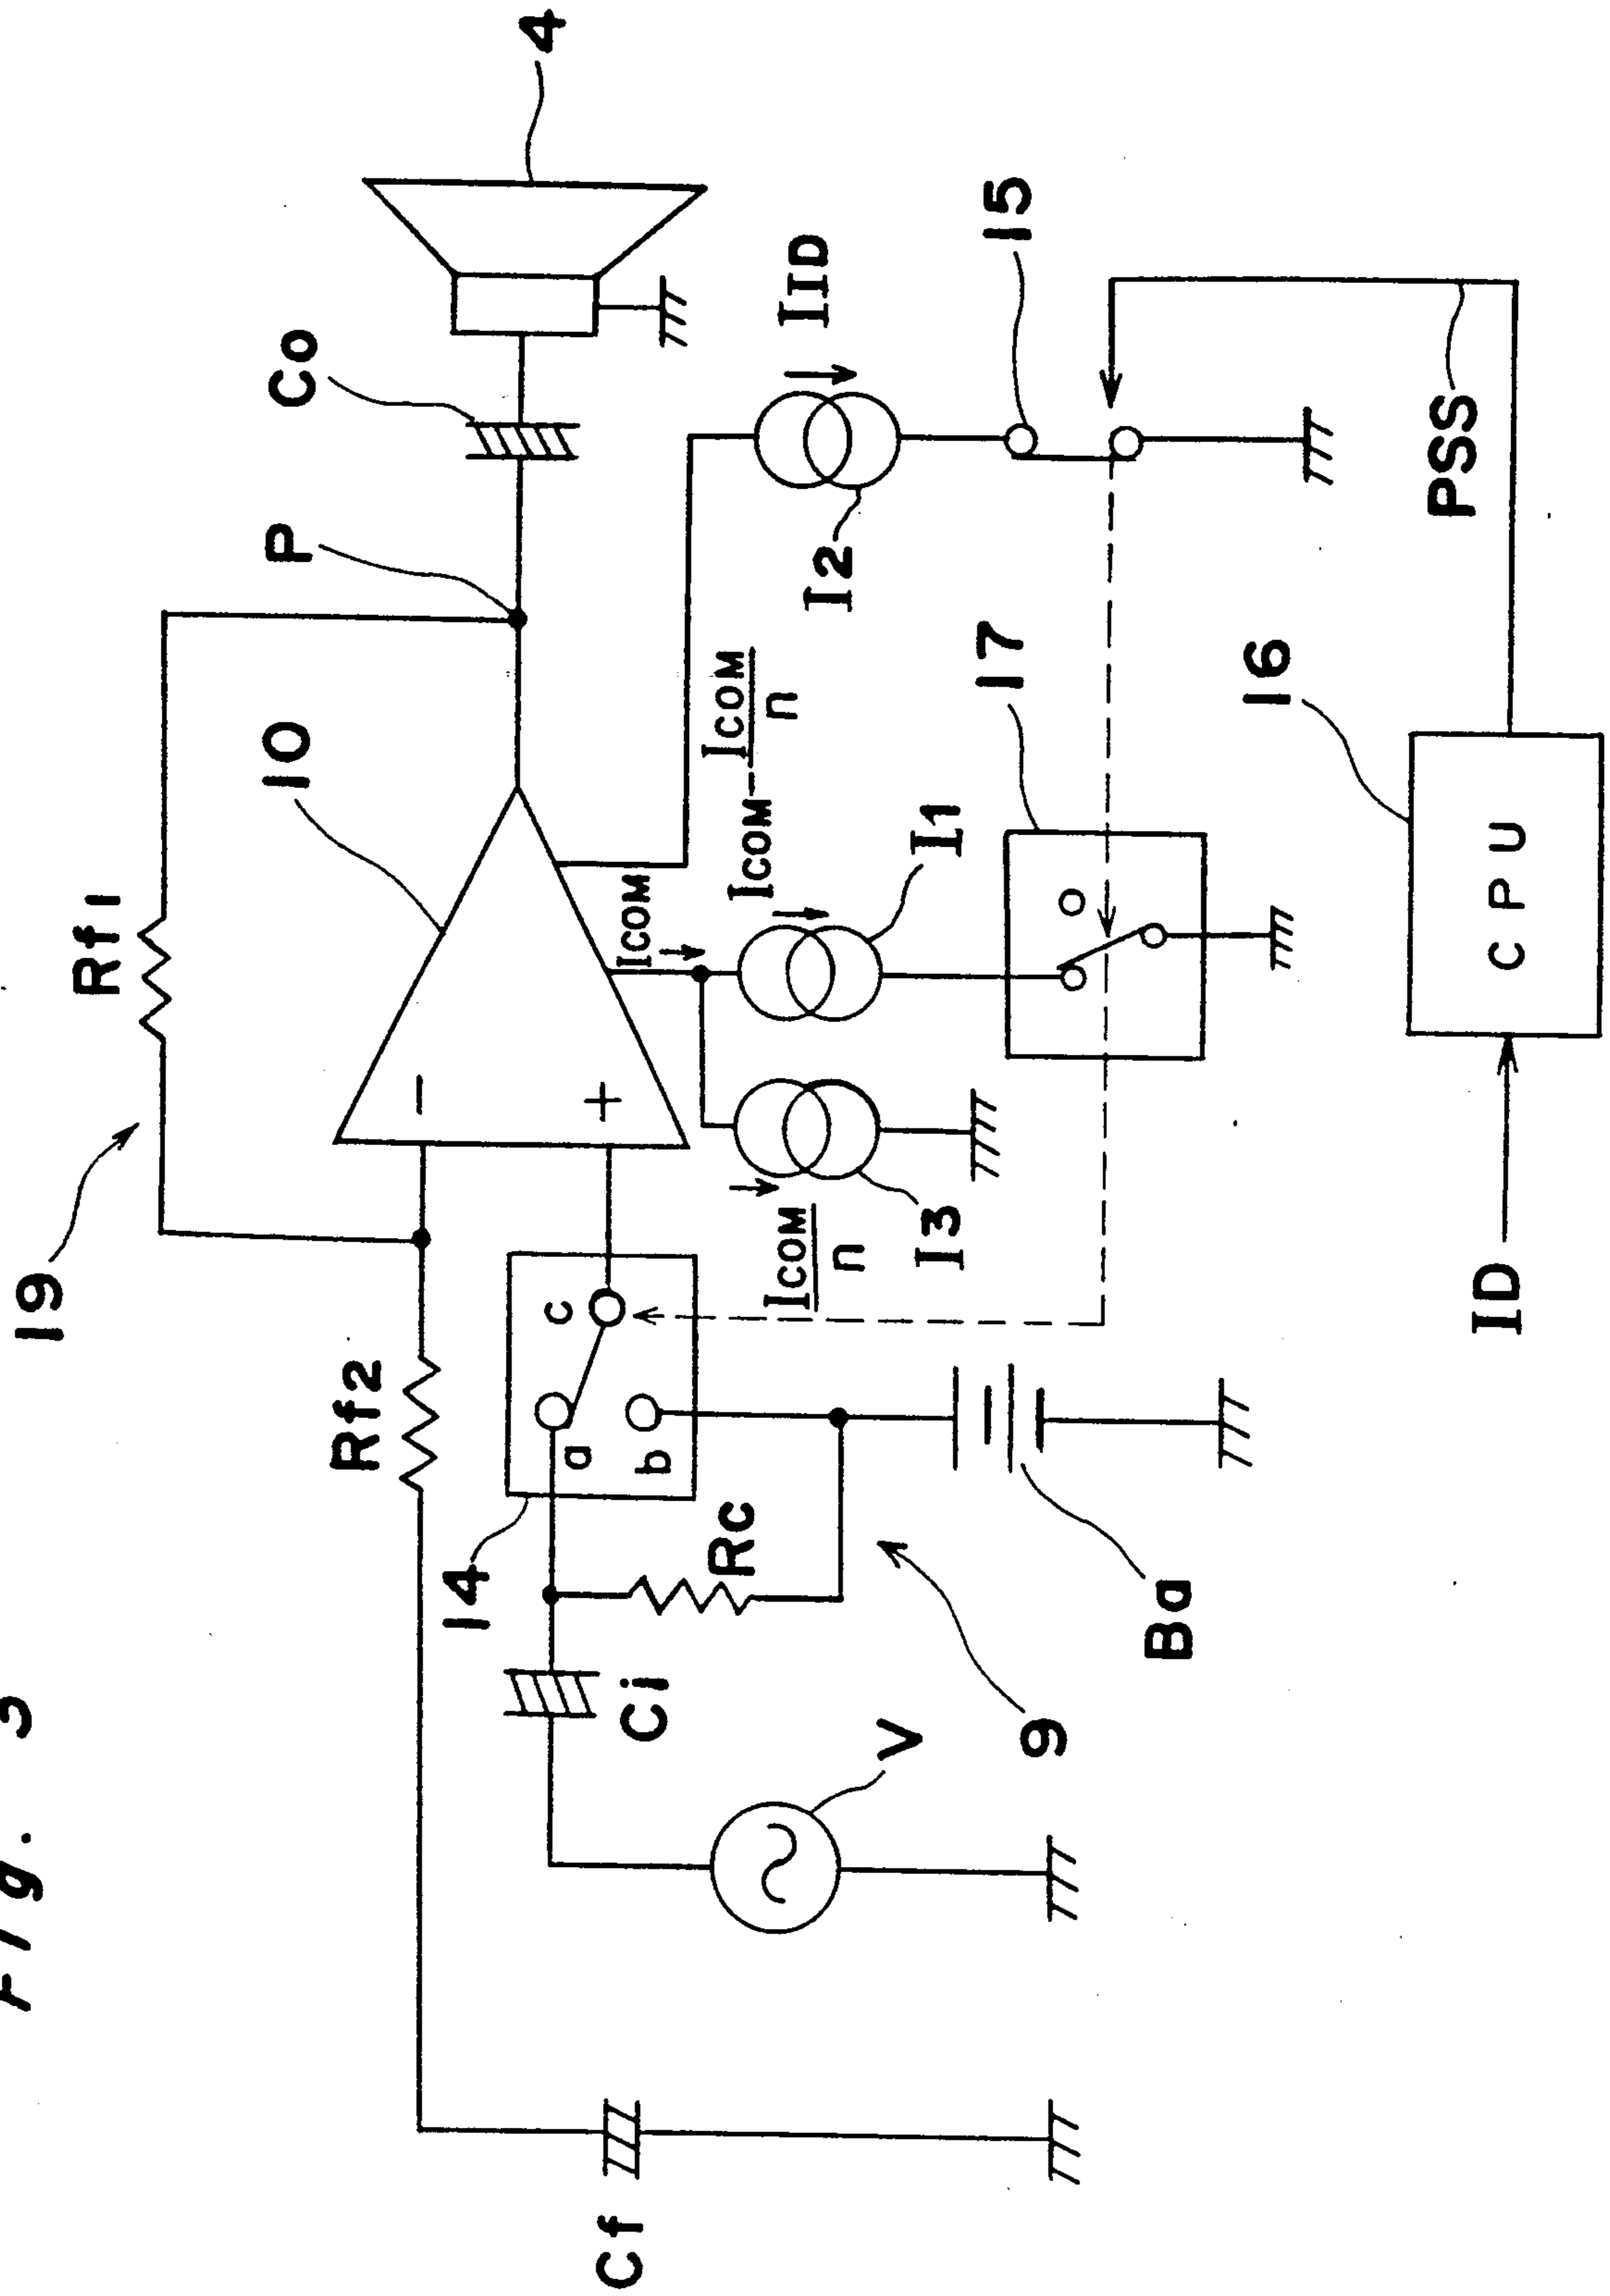 Fig. 3
19
Rf1
10
P
Co
4
Rf2
-
+
14
a
b
c
Ci
Rc
ICOM
ICOM-ICOM/n
ICOM/n
I1
I2
I3
IID
15
17
V
9
Ba
Cf
ID
CPU
16
PSS